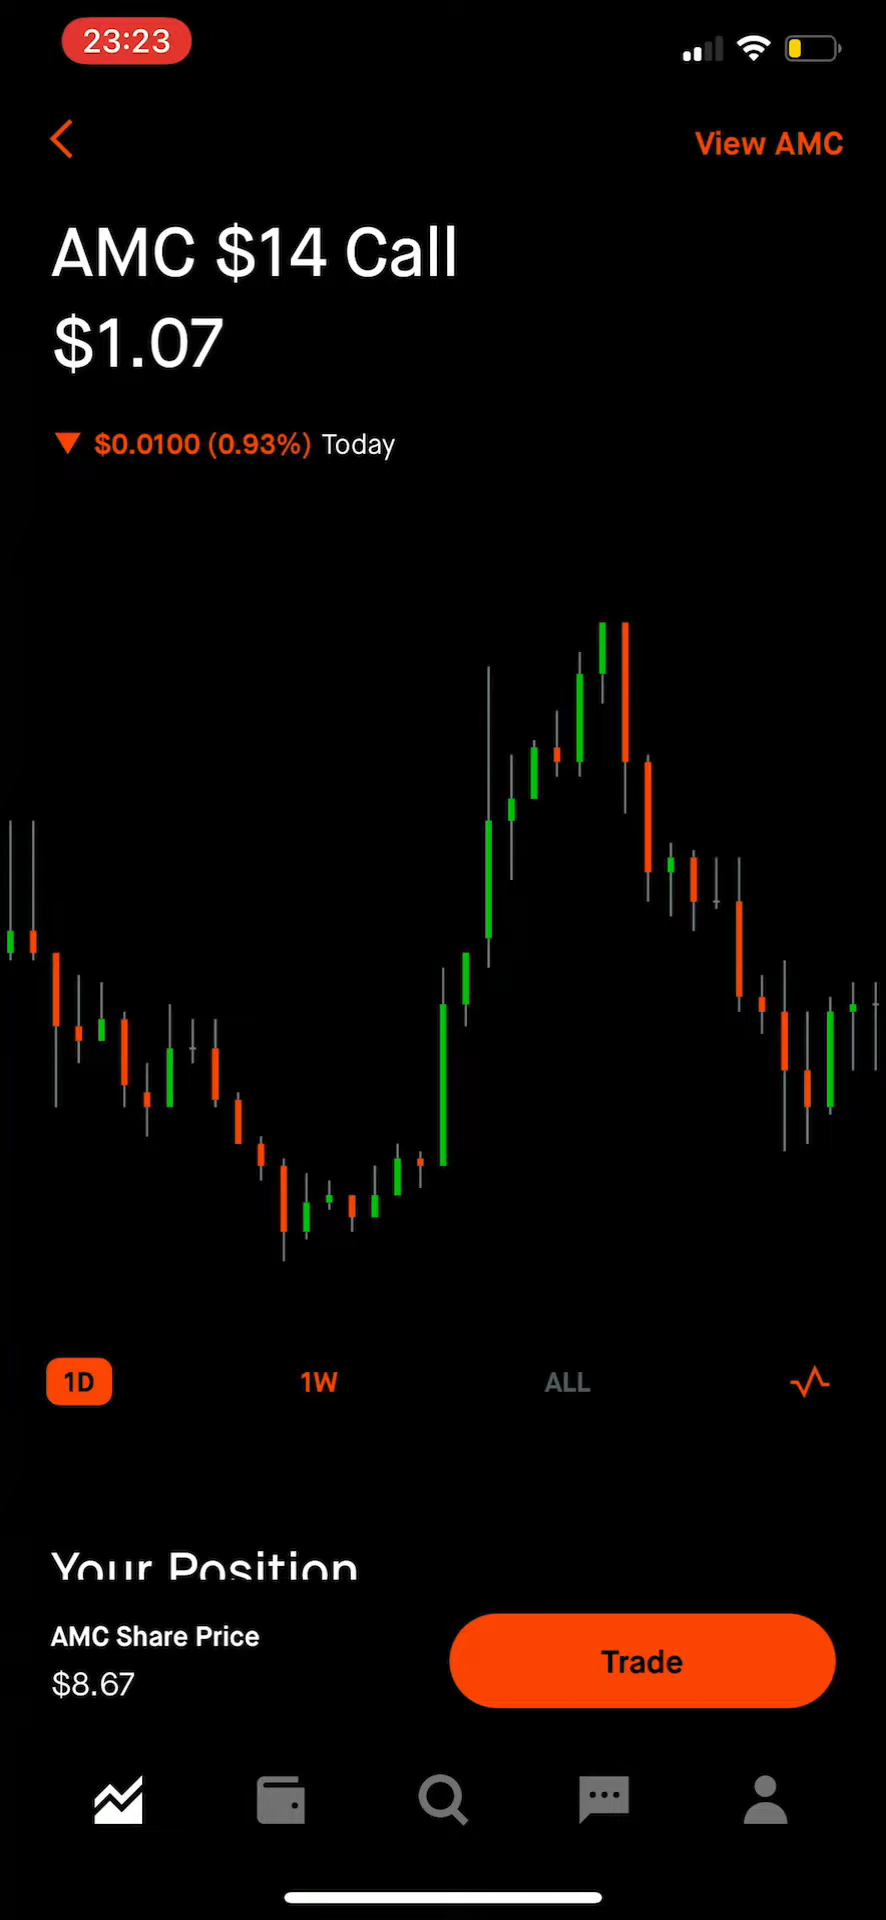 23:23
View AMC
AMC $14 Call
$1.07
$0.0100 (0.93%) Today
1D
1W
ALL
Your Position
AMC Share Price
$8.67
Trade